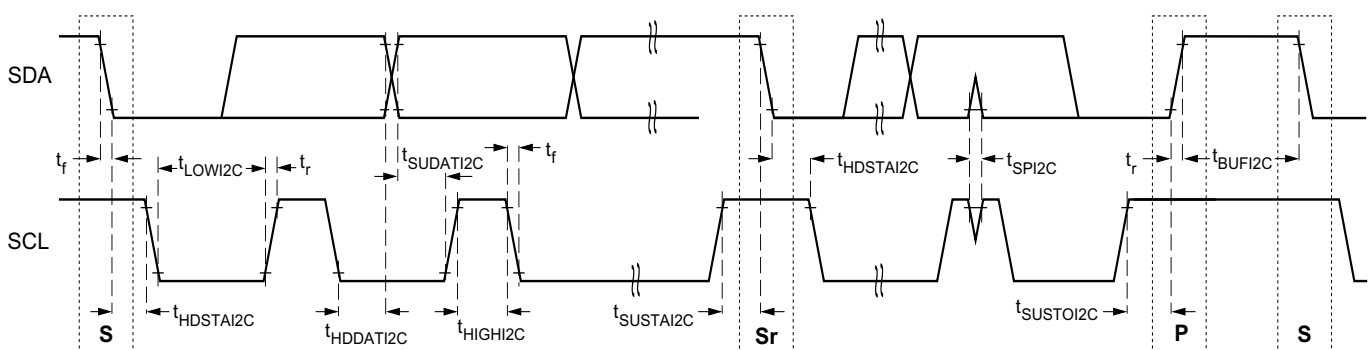 SDA
t_f
t_LOWI2C
t_r
t_SUDATI2C
t_f
t_HDSTAI2C
t_SPI2C
t_r
t_BUFI2C
SCL
S
t_HDSTAI2C
t_HDDATI2C
t_HIGHI2C
t_SUSTAI2C
Sr
t_SUSTOI2C
P
S